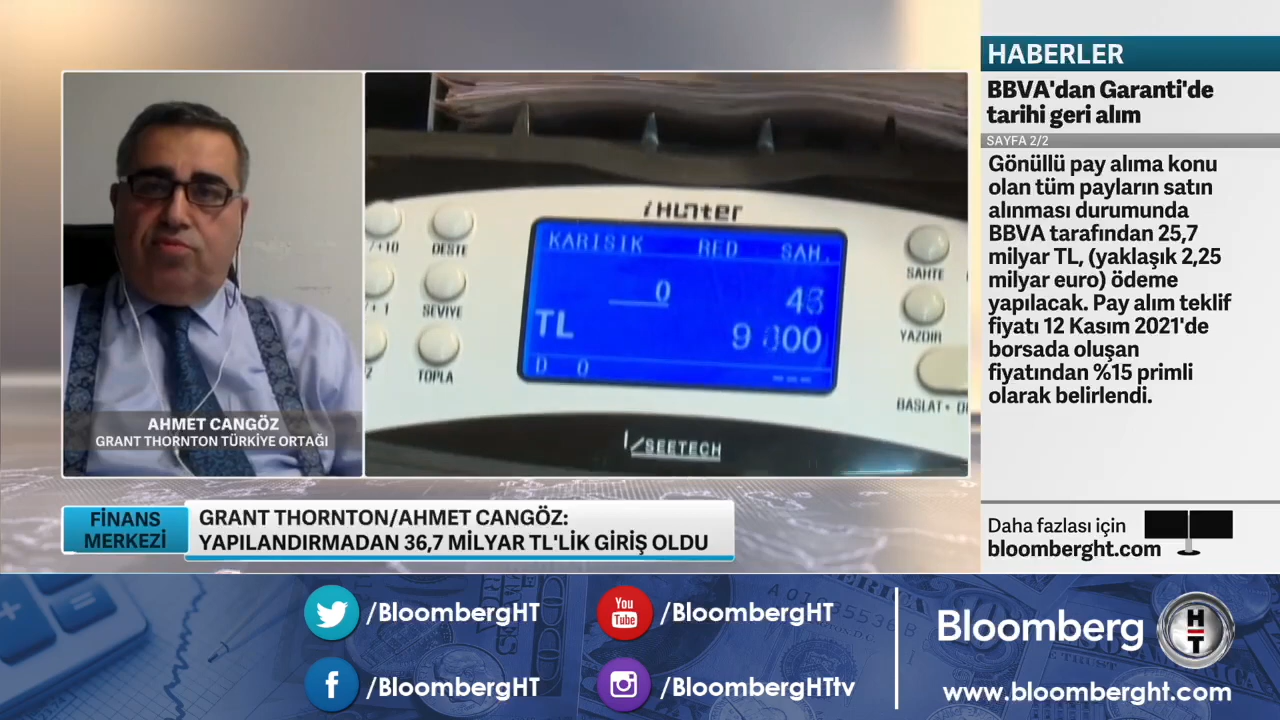 HABERLER
BBVA'dan Garanti'de
tarihi geri alım
SAYFA 2/2
Gönüllü pay alıma konu
olan tüm payların satın
alınması durumunda
BBVA tarafından 25,7
milyar TL, (yaklaşık 2,25
milyar euro) ödeme
yapılacak. Pay alım teklif
fiyatı 12 Kasım 2021'de
borsada oluşan
fiyatından %15 primli
olarak belirlendi.
Daha fazlası için
bloomberght.com
AHMET CANGÖZ
GRANT THORNTON TÜRKİYE ORTAĞI
iHunter
KARISIK RED SAH.
0
TL
D 0
/+10
DESTE
SEVİYE
TOPLA
SAHTE
YAZDIR
BASLAT•
SEETECH
FİNANS
MERKEZİ
GRANT THORNTON/AHMET CANGÖZ:
YAPILANDIRMADAN 36,7 MİLYAR TL'LİK GİRİŞ OLDU
/BloombergHT
You
Tube
/BloombergHT
/BloombergHT
/BloombergHTtv
Bloomberg HT
www.bloomberght.com